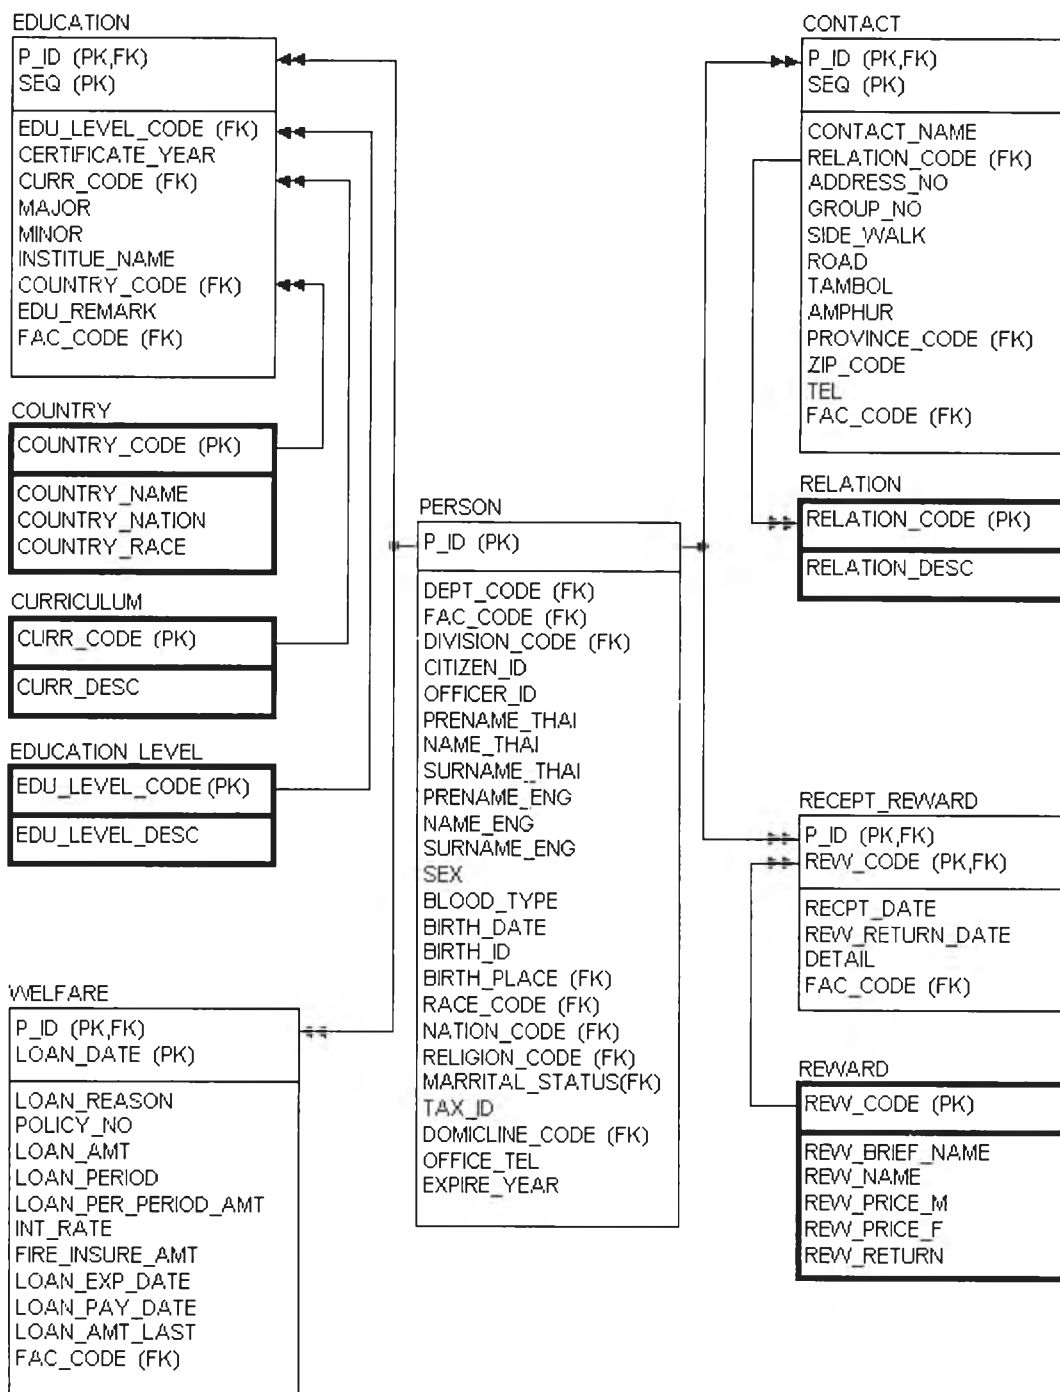 EDUCATION
P_ID (PK,FK)
SEQ (PK)
EDU_LEVEL_CODE (FK)
CERTIFICATE_YEAR
CURR_CODE (FK)
MAJOR
MINOR
INSTITUE_NAME
COUNTRY_CODE (FK)
EDU_REMARK
FAC_CODE (FK)
COUNTRY
COUNTRY_CODE (PK)
COUNTRY_NAME
COUNTRY_NATION
COUNTRY_RACE
CURRICULUM
CURR_CODE (PK)
CURR_DESC
EDUCATION_LEVEL
EDU_LEVEL_CODE (PK)
EDU_LEVEL_DESC
WELFARE
P_ID (PK,FK)
LOAN_DATE (PK)
LOAN_REASON
POLICY_NO
LOAN_AMT
LOAN_PERIOD
LOAN_PER_PERIOD_AMT
INT_RATE
FIRE_INSURE_AMT
LOAN_EXP_DATE
LOAN_PAY_DATE
LOAN_AMT_LAST
FAC_CODE (FK)
PERSON
P_ID (PK)
DEPT_CODE (FK)
FAC_CODE (FK)
DIVISION_CODE (FK)
CITIZEN_ID
OFFICER_ID
PRENAME_THAI
NAME_THAI
SURNAME_THAI
PRENAME_ENG
NAME_ENG
SURNAME_ENG
SEX
BLOOD_TYPE
BIRTH_DATE
BIRTH_ID
BIRTH_PLACE (FK)
RACE_CODE (FK)
NATION_CODE (FK)
RELIGION_CODE (FK)
MARRITAL_STATUS(FK)
TAX_ID
DOMICLINE_CODE (FK)
OFFICE_TEL
EXPIRE_YEAR
CONTACT
P_ID (PK,FK)
SEQ (PK)
CONTACT_NAME
RELATION_CODE (FK)
ADDRESS_NO
GROUP_NO
SIDE_WALK
ROAD
TAMBOL
AMPHUR
PROVINCE_CODE (FK)
ZIP_CODE
TEL
FAC_CODE (FK)
RELATION
RELATION_CODE (PK)
RELATION_DESC
RECEPT_REWARD
P_ID (PK,FK)
REW_CODE (PK,FK)
RECPT_DATE
REW_RETURN_DATE
DETAIL
FAC_CODE (FK)
REWARD
REW_CODE (PK)
REW_BRIEF_NAME
REW_NAME
REW_PRICE_M
REW_PRICE_F
REW_RETURN